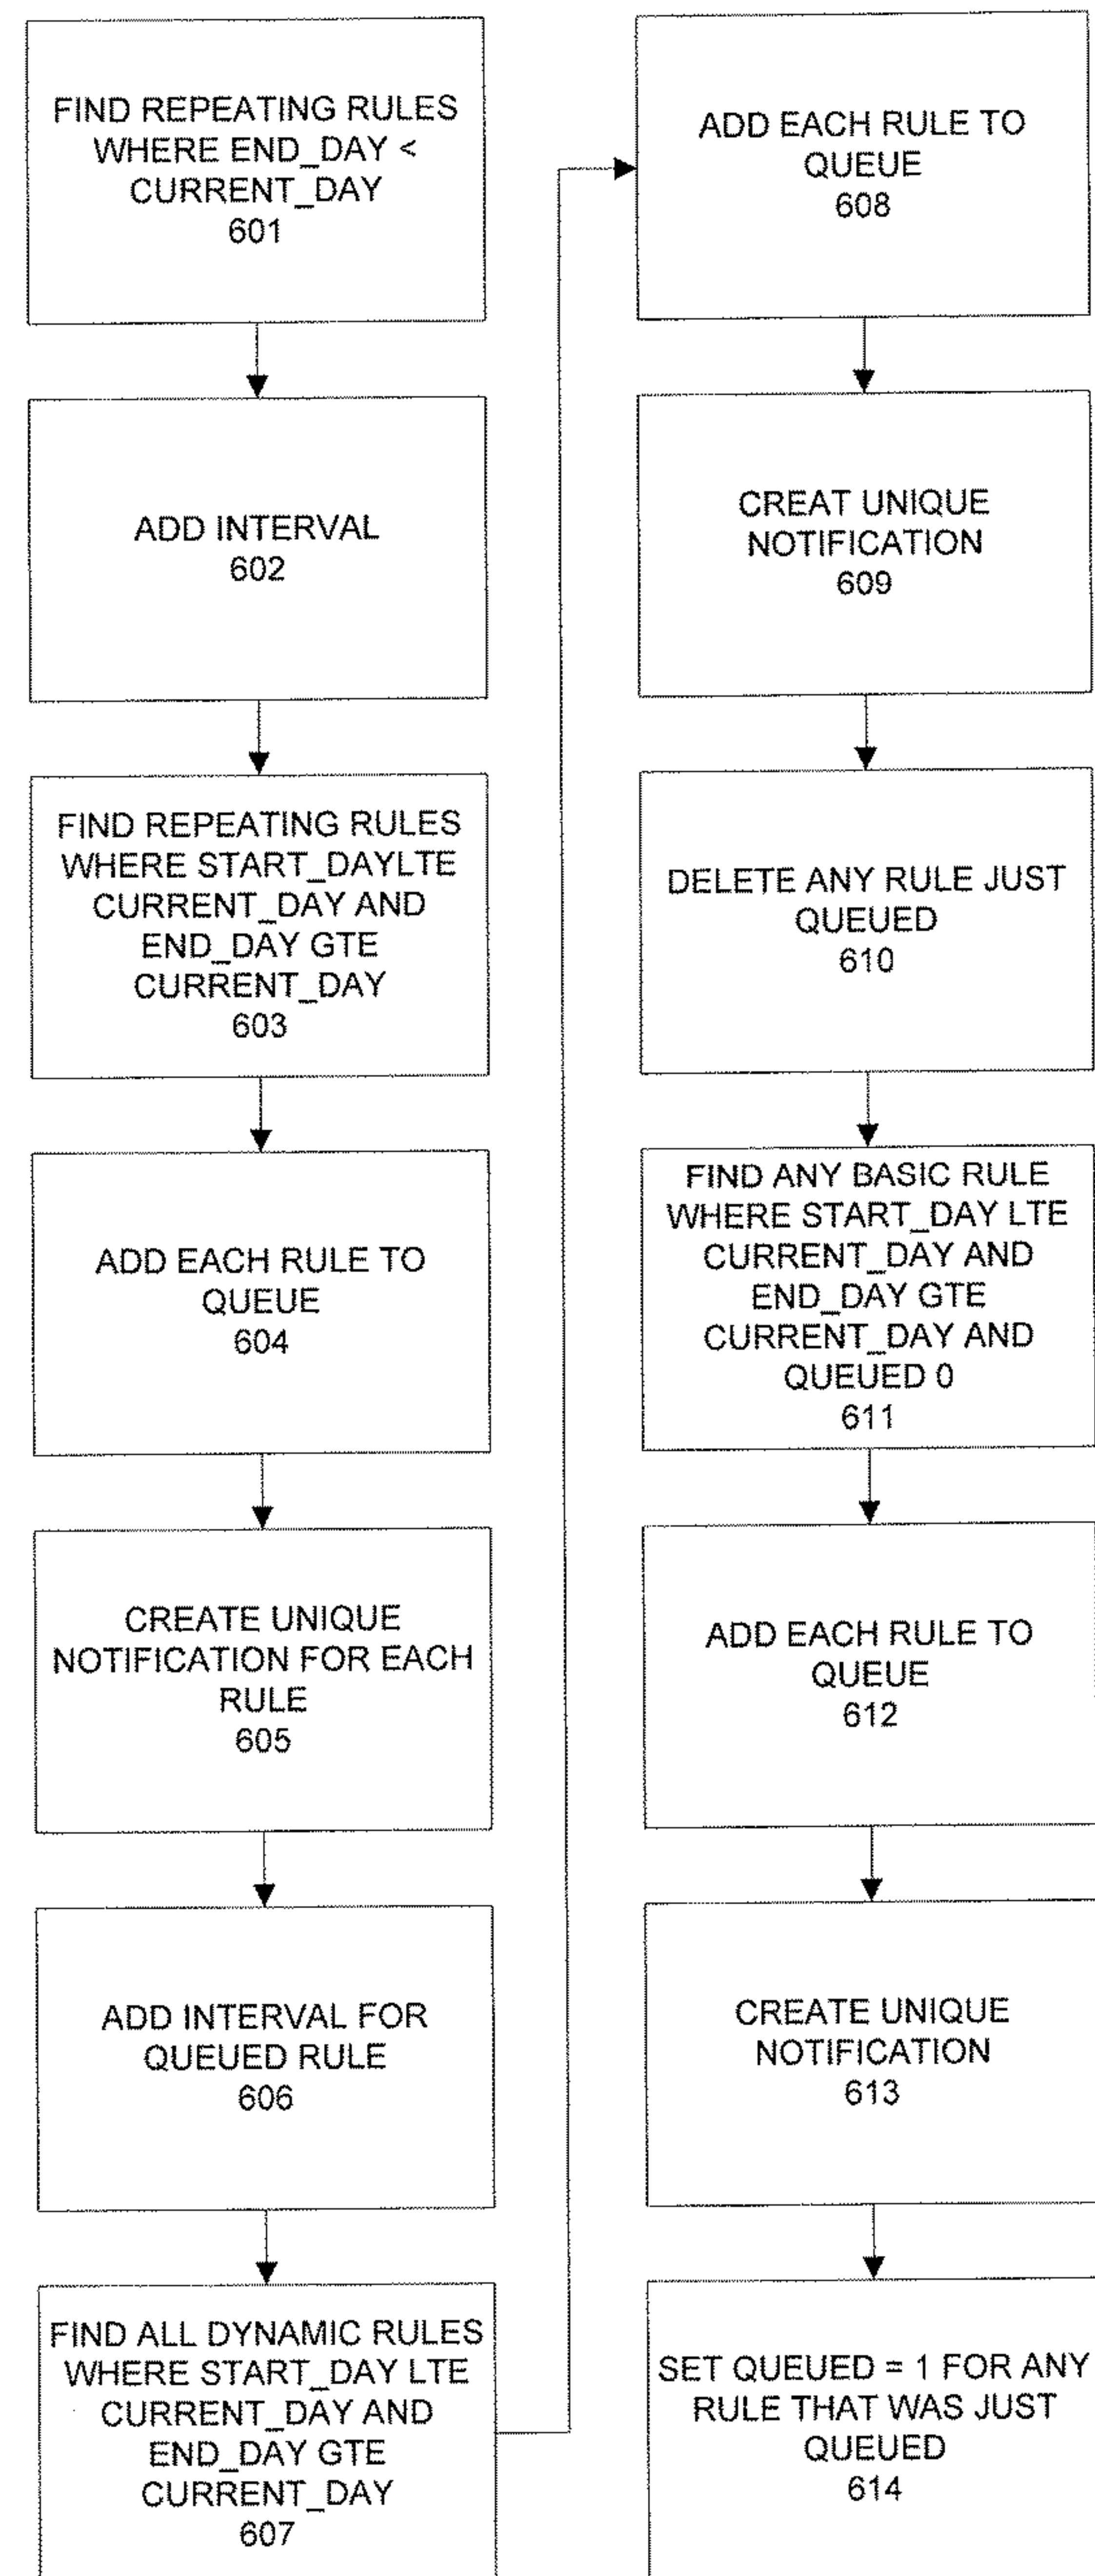 FIND REPEATING RULES
WHERE END_DAY <
CURRENT_DAY
601
ADD INTERVAL
602
FIND REPEATING RULES
WHERE START_DAYLTE
CURRENT_DAY AND
END_DAY GTE
CURRENT_DAY
603
ADD EACH RULE TO
QUEUE
604
CREATE UNIQUE
NOTIFICATION FOR EACH
RULE
605
ADD INTERVAL FOR
QUEUED RULE
606
FIND ALL DYNAMIC RULES
WHERE START_DAY LTE
CURRENT_DAY AND
END_DAY GTE
CURRENT_DAY
607
ADD EACH RULE TO
QUEUE
608
CREAT UNIQUE
NOTIFICATION
609
DELETE ANY RULE JUST
QUEUED
610
FIND ANY BASIC RULE
WHERE START_DAY LTE
CURRENT_DAY AND
END_DAY GTE
CURRENT_DAY AND
QUEUED 0
611
ADD EACH RULE TO
QUEUE
612
CREATE UNIQUE
NOTIFICATION
613
SET QUEUED = 1 FOR ANY
RULE THAT WAS JUST
QUEUED
614